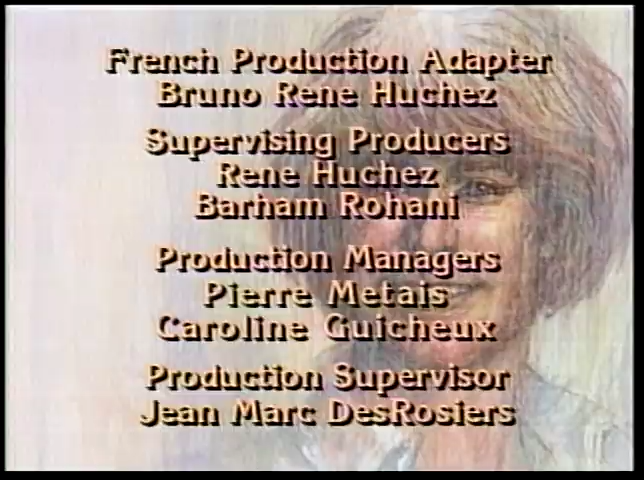 French Production Adapter
Bruno Rene Huchez
Supervising Producers
Rene Huchez
Barham Rohani
Production Managers
Pierre Metais
Caroline Guicheux
Production Supervisor
Jean Marc DesRosiers